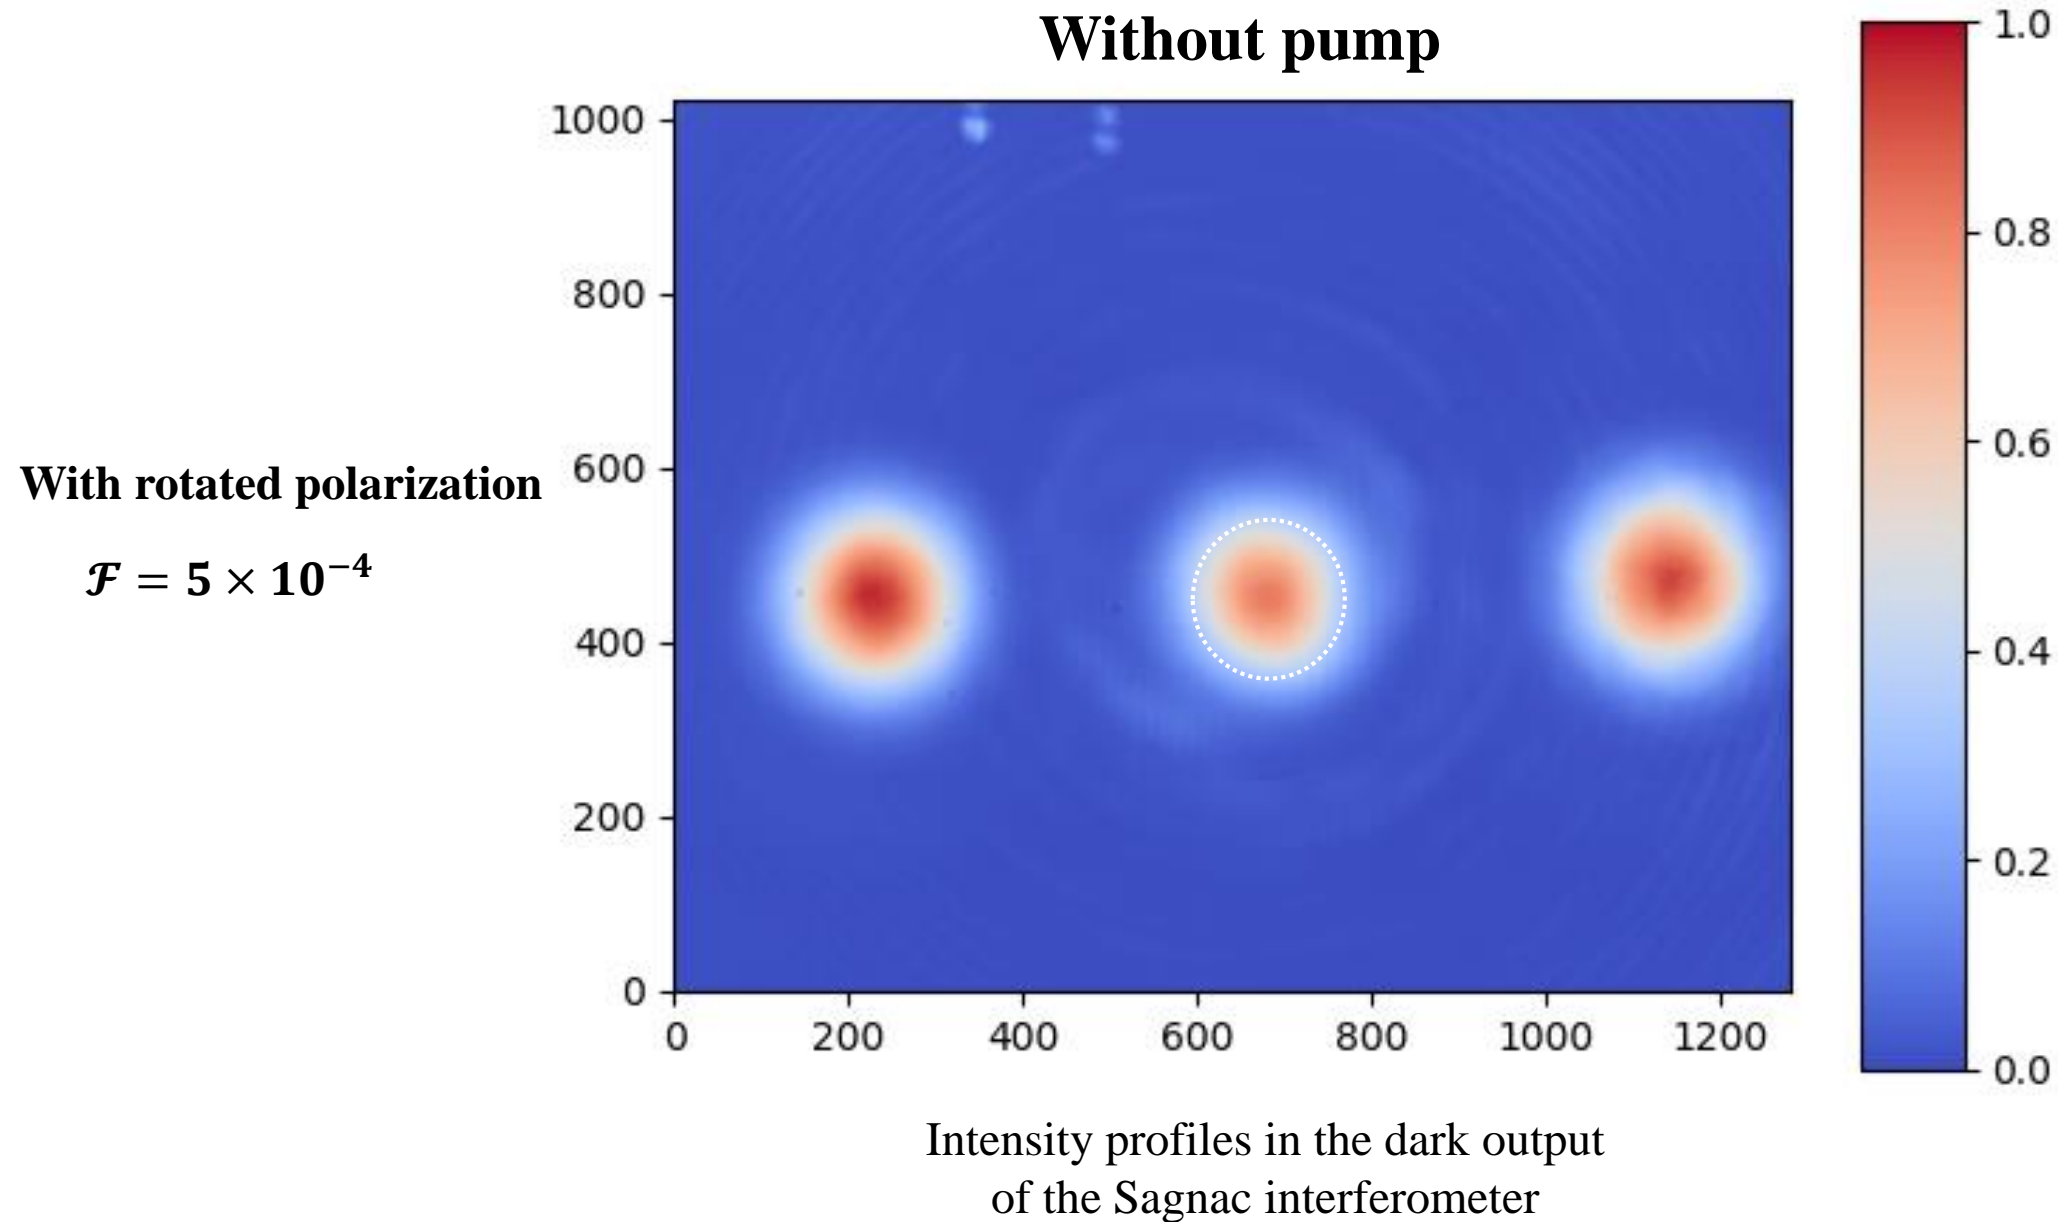 Without pump
1.0
0.8
0.6
0.4
0.2
0.0
1000
800
600
400
200
0
With rotated polarization
𝓕 = 5 × 10⁻⁴
0 200 400 600 800 1000 1200
Intensity profiles in the dark output
of the Sagnac interferometer